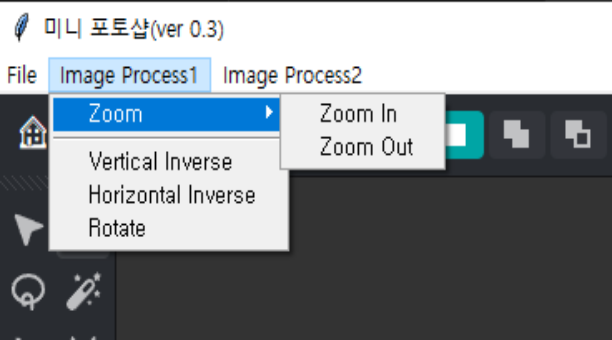 미니 포토샵(ver 0.3)
File Image Process1 Image Process2
Zoom
Zoom In
Zoom Out
Vertical Inverse
Horizontal Inverse
Rotate